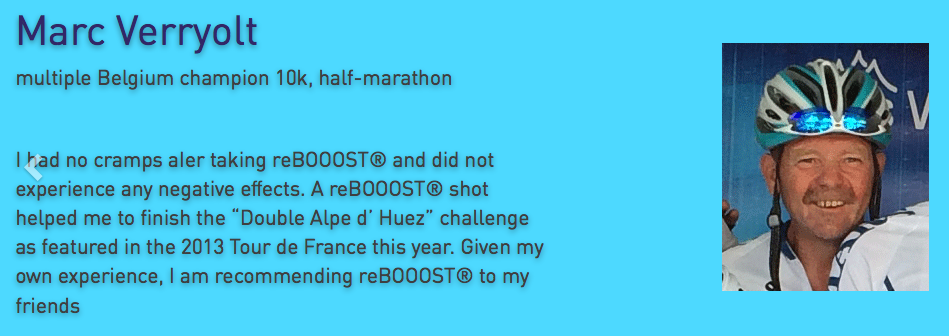 Marc Verryolt
multiple Belgium champion 10k, half-marathon
I had no cramps aler taking reBOOOST® and did not
experience any negative effects. A reBOOOST® shot
helped me to finish the “Double Alpe d’ Huez” challenge
as featured in the 2013 Tour de France this year. Given my
own experience, I am recommending reBOOOST® to my
friends